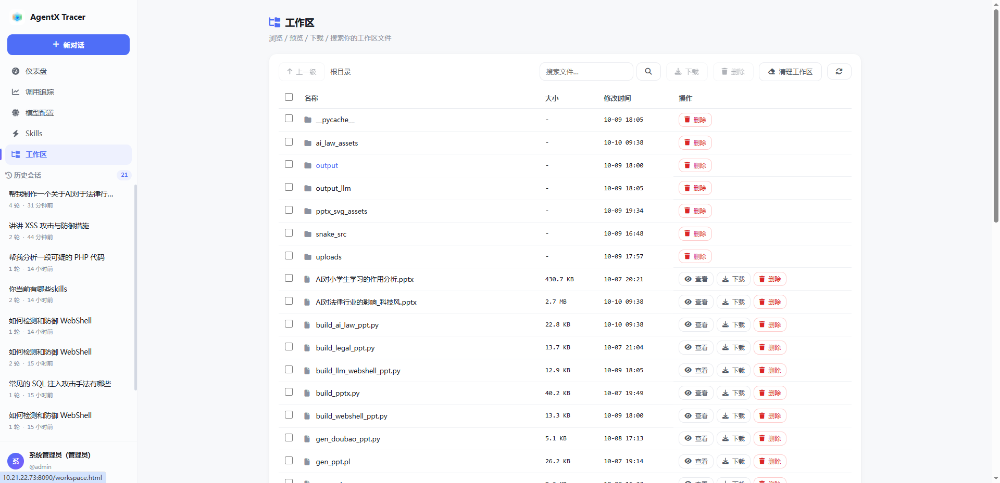 AgentX Tracer
新对话
仪表盘
调用追踪
模型配置
Skills
工作区
历史会话 21
帮我制作一个关于AI对于法律行...
4 轮 · 31 分钟前
讲讲 XSS 攻击与防御措施
2 轮 · 44 分钟前
帮我分析一段可疑的 PHP 代码
1 轮 · 14 小时前
你当前有哪些skills
2 轮 · 14 小时前
如何检测和防御 WebShell
1 轮 · 14 小时前
如何检测和防御 WebShell
2 轮 · 15 小时前
常见的 SQL 注入攻击手法有哪些
1 轮 · 15 小时前
如何检测和防御 WebShell
1 轮 · 15 小时前
系
系统管理员（管理员）
@admin
10.21.22.73:8090/workspace.html
工作区
浏览 / 预览 / 下载 / 搜索你的工作区文件
上一级 根目录 搜索文件... 下载 删除 清理工作区
名称 大小 修改时间 操作
__pycache__ - 10-09 18:05 删除
ai_law_assets - 10-10 09:38 删除
output - 10-09 18:00 删除
output_llm - 10-09 18:05 删除
pptx_svg_assets - 10-09 19:34 删除
snake_src - 10-09 16:48 删除
uploads - 10-09 17:57 删除
AI对小学生学习的作用分析.pptx 430.7 KB 10-07 20:21 查看 下载 删除
AI对法律行业的影响_科技风.pptx 2.7 MB 10-10 09:38 查看 下载 删除
build_ai_law_ppt.py 22.8 KB 10-10 09:38 查看 下载 删除
build_legal_ppt.py 13.7 KB 10-07 21:04 查看 下载 删除
build_llm_webshell_ppt.py 12.9 KB 10-09 18:05 查看 下载 删除
build_pptx.py 40.2 KB 10-07 19:49 查看 下载 删除
build_webshell_ppt.py 13.3 KB 10-09 18:00 查看 下载 删除
gen_doubao_ppt.py 5.1 KB 10-08 17:13 查看 下载 删除
gen_ppt.pl 26.2 KB 10-07 19:14 查看 下载 删除